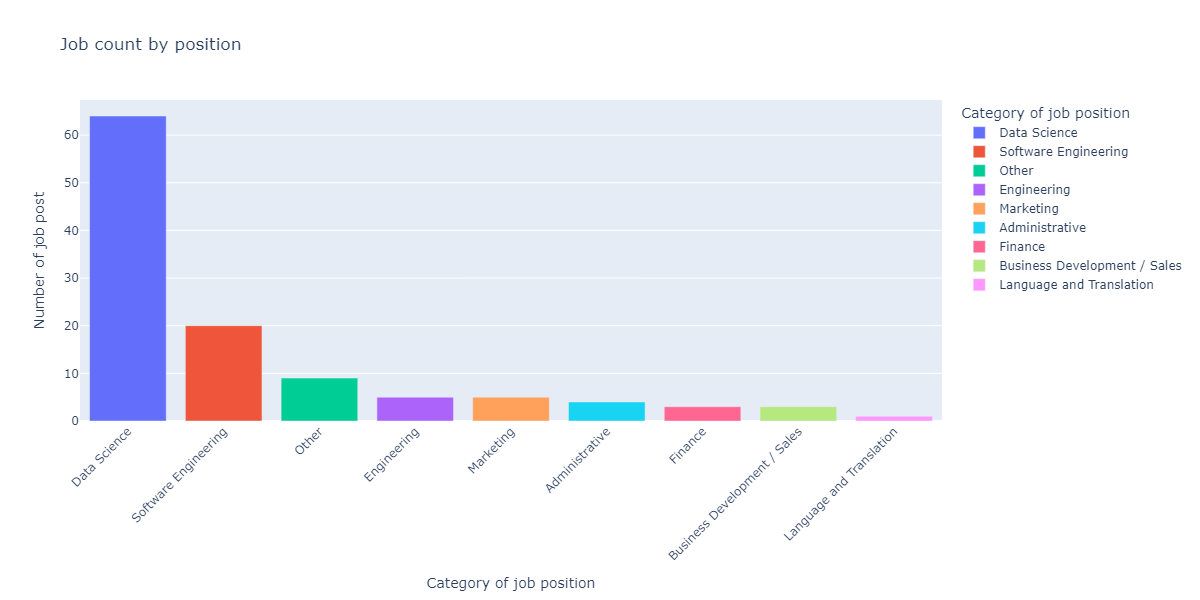 Job count by position
Number of job post
60
50
40
30
20
10
0
Data Science
Software Engineering
Other
Engineering
Marketing
Administrative
Finance
Business Development / Sales
Language and Translation
Category of job position
Category of job position
Data Science
Software Engineering
Other
Engineering
Marketing
Administrative
Finance
Business Development / Sales
Language and Translation